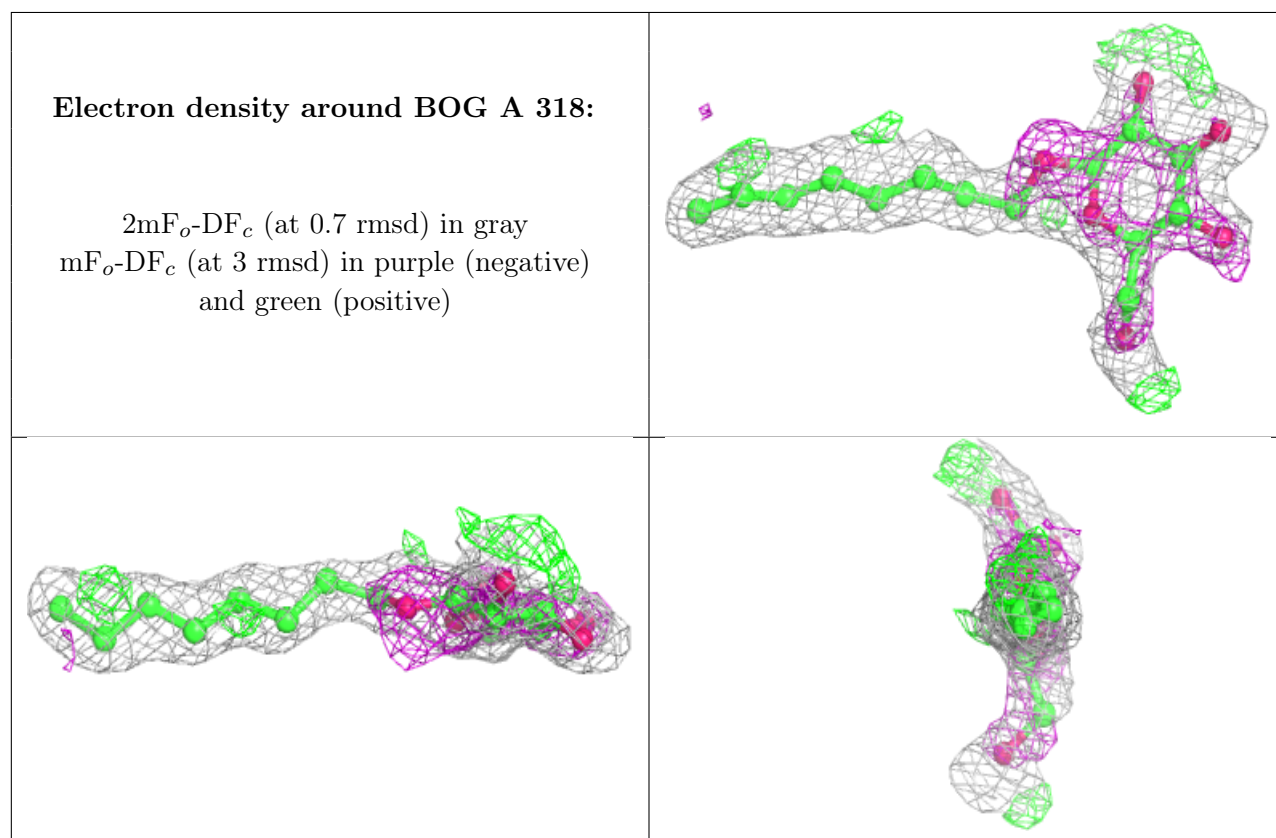 Electron density around BOG A 318:
2mFₒ-DF𝒸 (at 0.7 rmsd) in gray
mFₒ-DF𝒸 (at 3 rmsd) in purple (negative)
and green (positive)